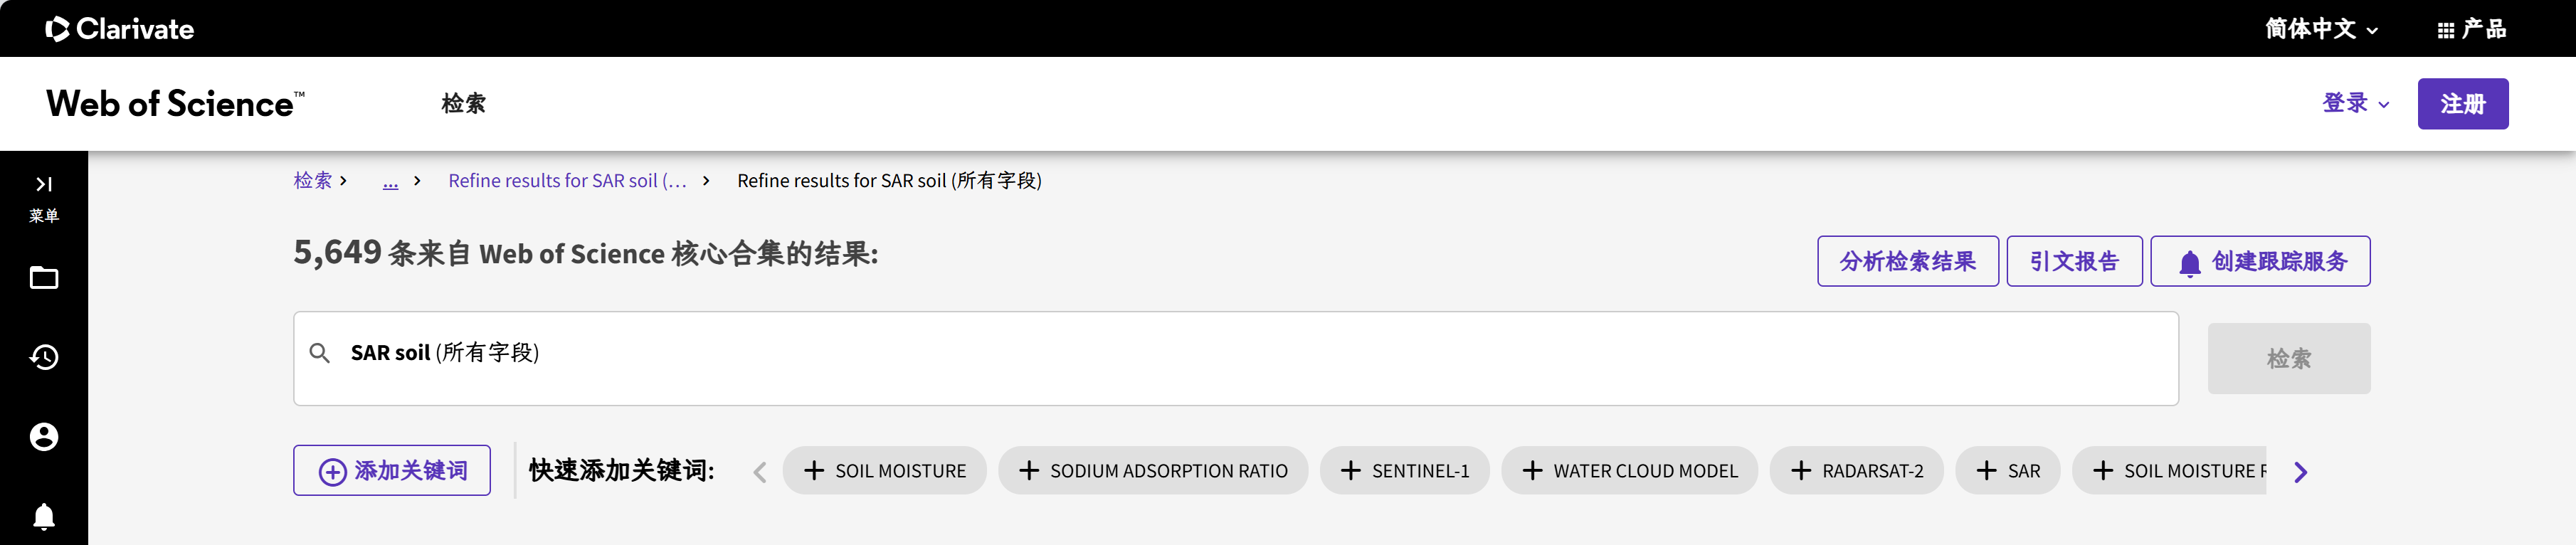 Clarivate
简体中文
产品
Web of Science™
检索
登录
注册
菜单
检索 > ... > Refine results for SAR soil (... > Refine results for SAR soil (所有字段)
5,649 条来自 Web of Science 核心合集的结果:
分析检索结果
引文报告
创建跟踪服务
SAR soil (所有字段)
检索
添加关键词
快速添加关键词:
+ SOIL MOISTURE
+ SODIUM ADSORPTION RATIO
+ SENTINEL-1
+ WATER CLOUD MODEL
+ RADARSAT-2
+ SAR
+ SOIL MOISTURE